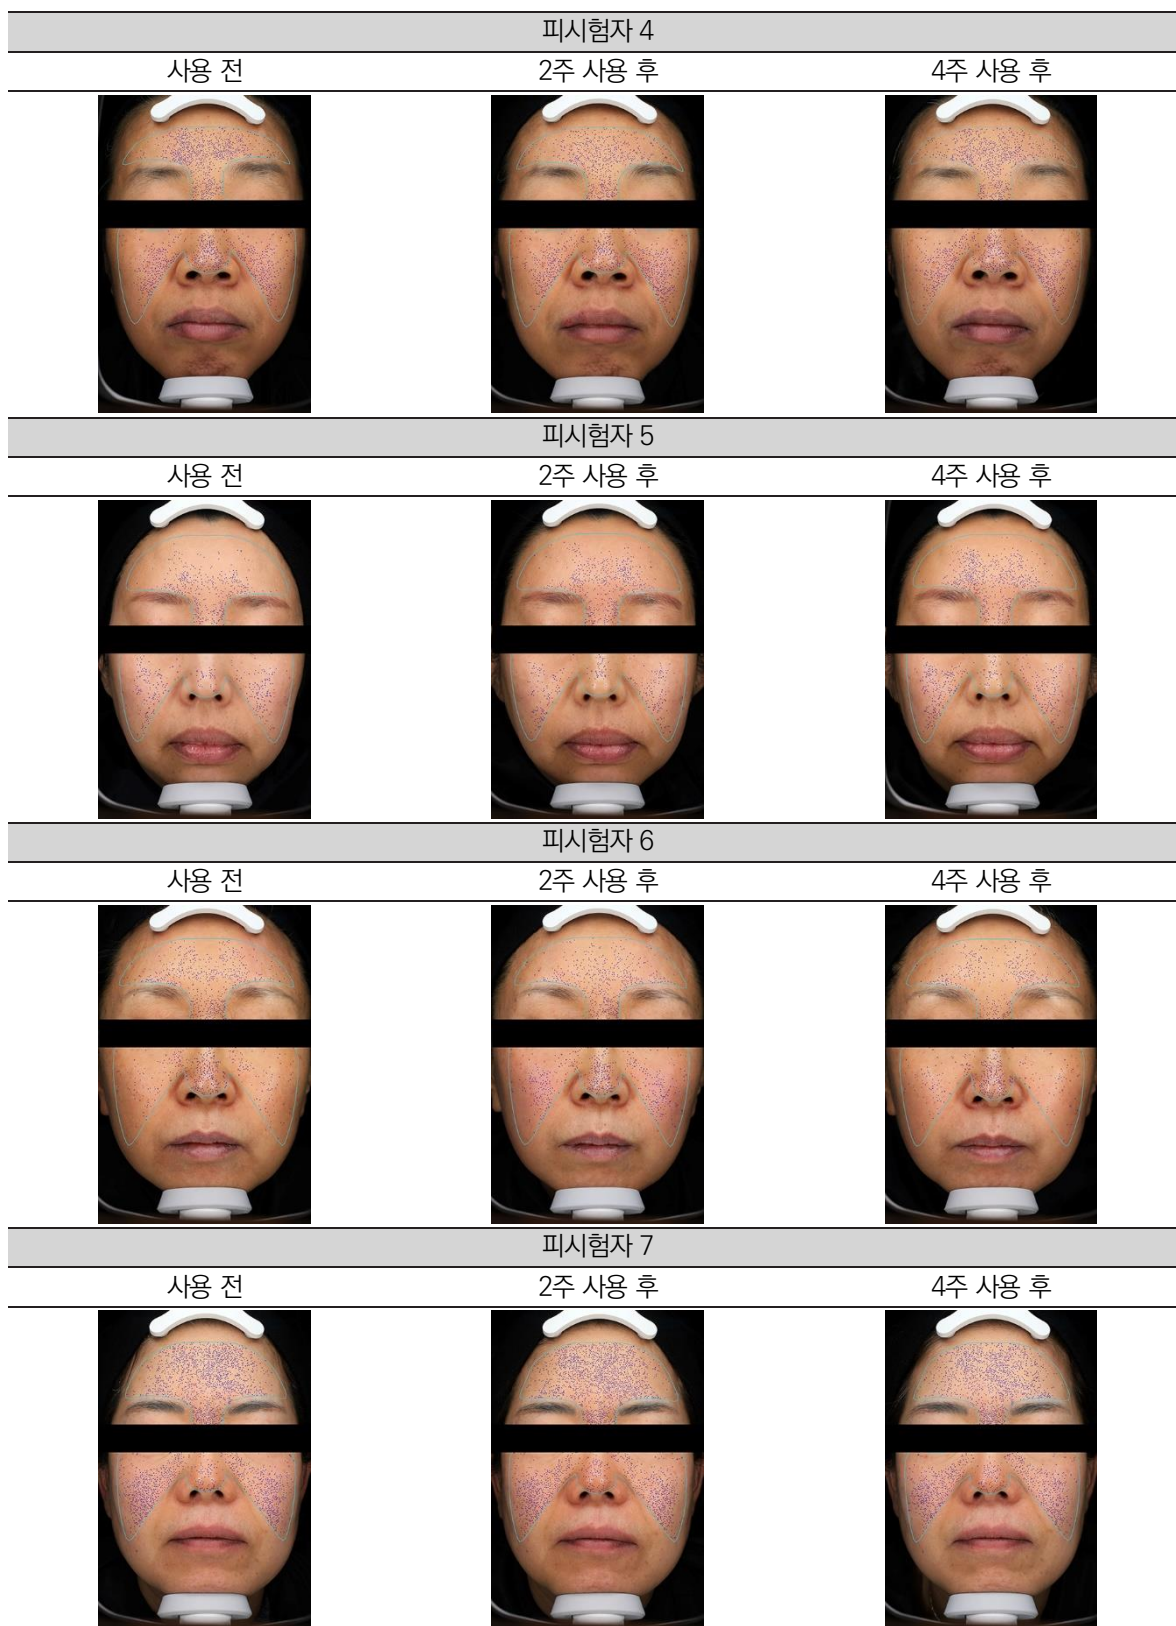 피시험자 4
사용 전 2주 사용 후 4주 사용 후
피시험자 5
사용 전 2주 사용 후 4주 사용 후
피시험자 6
사용 전 2주 사용 후 4주 사용 후
피시험자 7
사용 전 2주 사용 후 4주 사용 후